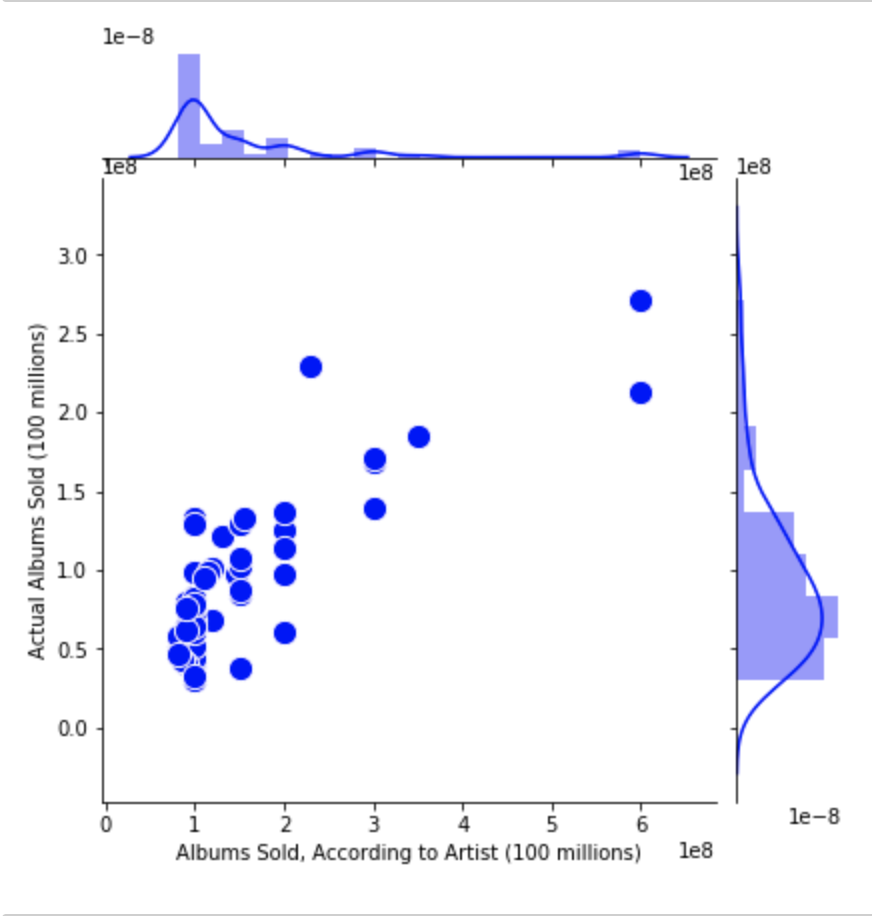 1e−8
1e8
1e8
1e8
3.0
2.5
2.0
1.5
1.0
0.5
0.0
Actual Albums Sold (100 millions)
0 1 2 3 4 5 6
1e−8
Albums Sold, According to Artist (100 millions)
1e8